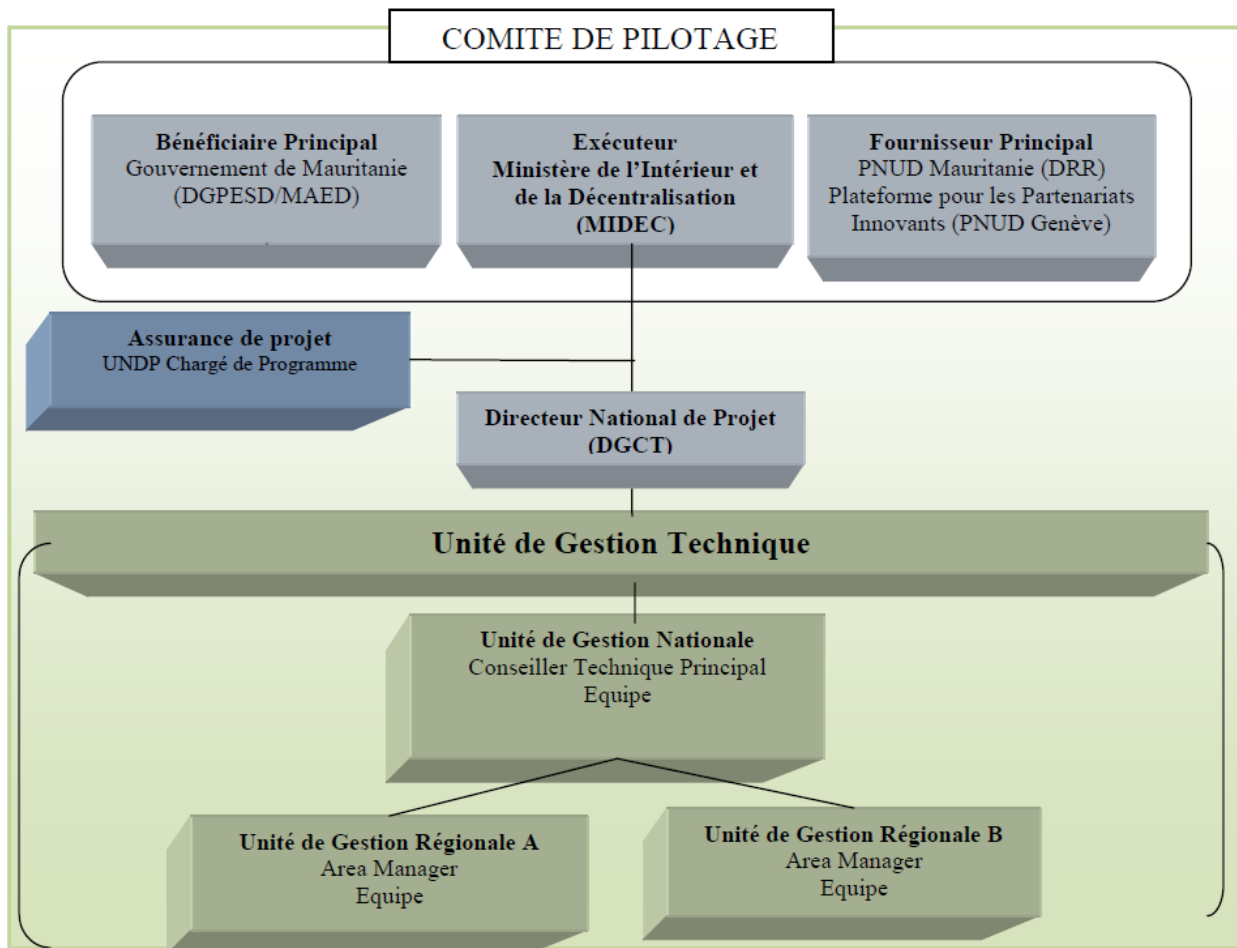 COMITE DE PILOTAGE
Bénéficiaire Principal
Gouvernement de Mauritanie
(DGPESD/MAED)
Exécuteur
Ministère de l’Intérieur et
de la Décentralisation
(MIDEC)
Fournisseur Principal
PNUD Mauritanie (DRR)
Plateforme pour les Partenariats
Innovants (PNUD Genève)
Assurance de projet
UNDP Chargé de Programme
Directeur National de Projet
(DGCT)
Unité de Gestion Technique
Unité de Gestion Nationale
Conseiller Technique Principal
Equipe
Unité de Gestion Régionale A
Area Manager
Equipe
Unité de Gestion Régionale B
Area Manager
Equipe